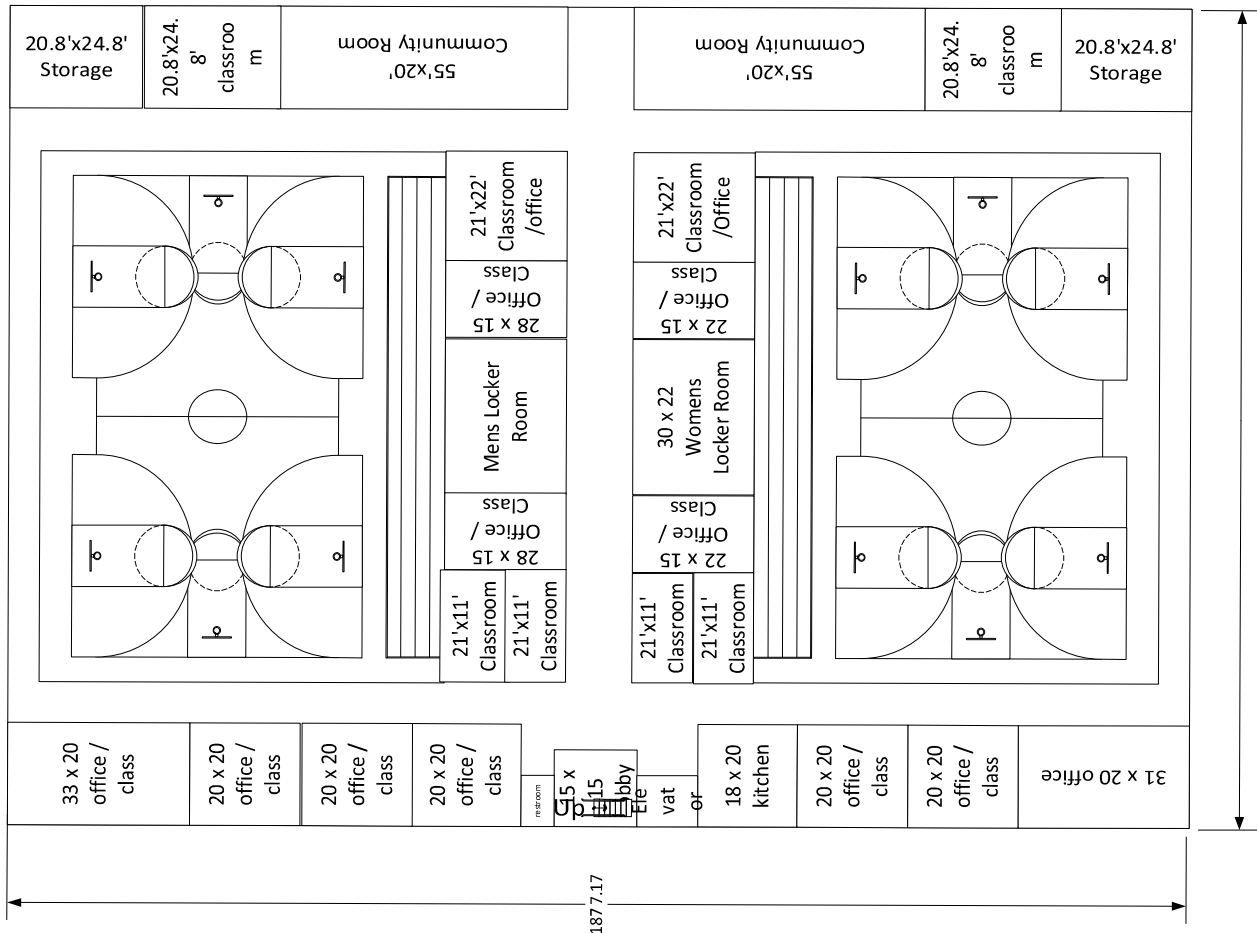 20.8'x24.8'
Storage
20.8'x24.
8'
classroo
m
55'x20'
Community Room
55'x20'
Community Room
20.8'x24.
8'
classroo
m
20.8'x24.8'
Storage
21'x22'
Classroom
/office
28 x 15
Office /
Class
Mens Locker
Room
28 x 15
Office /
Class
21'x11'
Classroom
21'x11'
Classroom
21'x22'
Classroom
/Office
22 x 15
Office /
Class
30 x 22
Womens
Locker Room
22 x 15
Office /
Class
21'x11'
Classroom
21'x11'
Classroom
33 x 20
office /
class
20 x 20
office /
class
20 x 20
office /
class
20 x 20
office /
class
restroom
15 x
15
Up
Ele
vat
or
18 x 20
kitchen
20 x 20
office /
class
20 x 20
office /
class
31 x 20 office
187 7.17